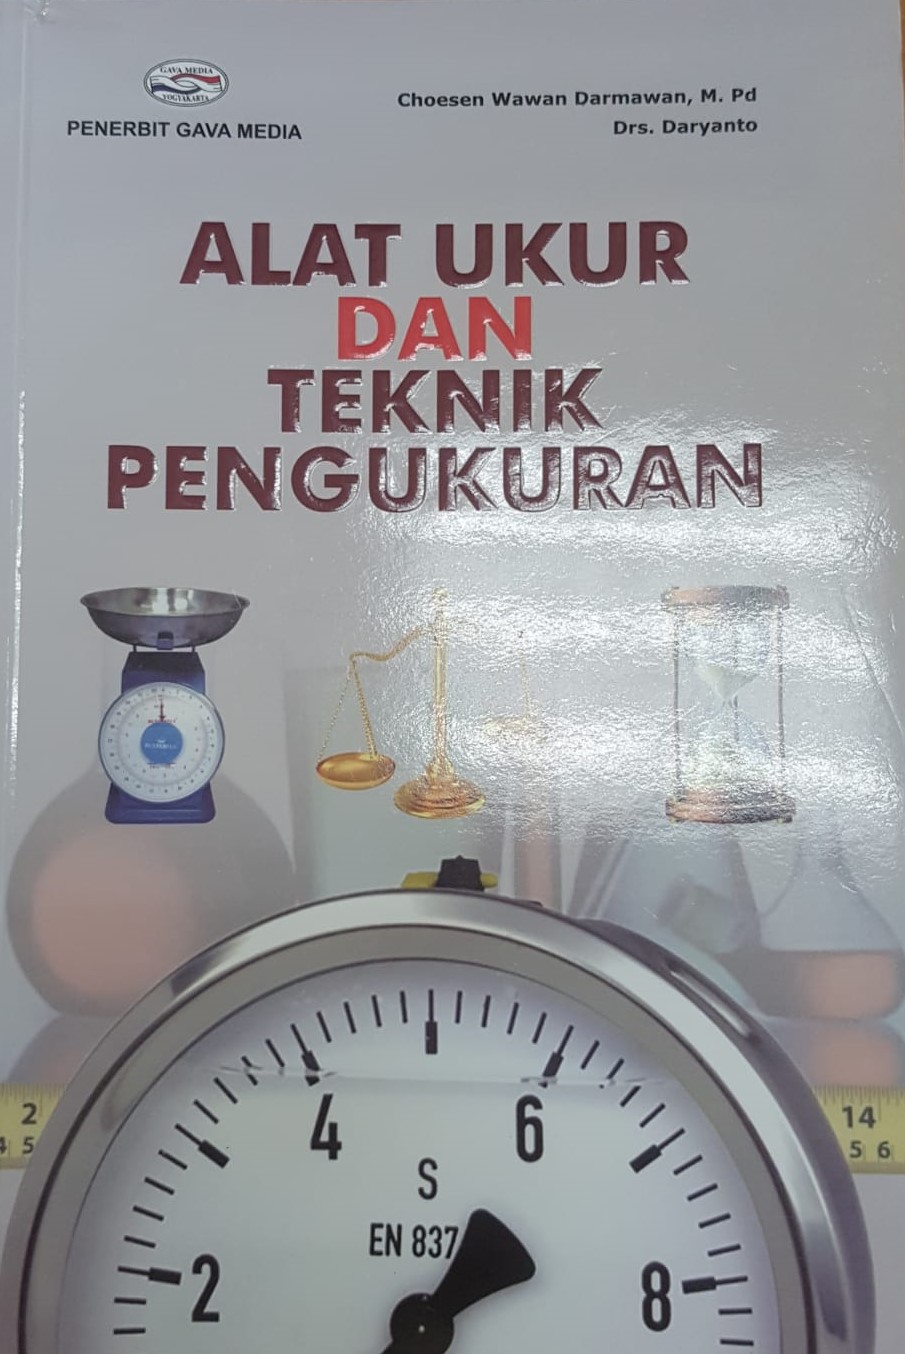 GAVA MEDIA
YOGYAKARTA
PENERBIT GAVA MEDIA
Choesen Wawan Darmawan, M. Pd
Drs. Daryanto
ALAT UKUR
DAN
TEKNIK
PENGUKURAN
4 6
2 14
4 5 5 6
S
EN 837
2 8